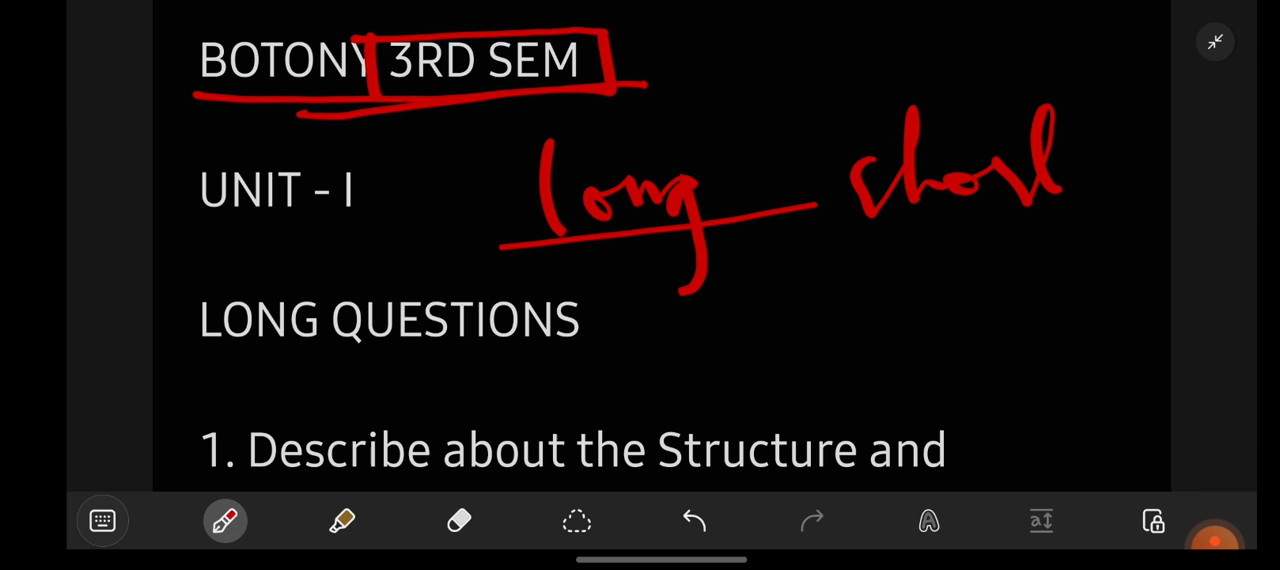 BOTONY 3RD SEM
UNIT - I
long short
LONG QUESTIONS
1. Describe about the Structure and